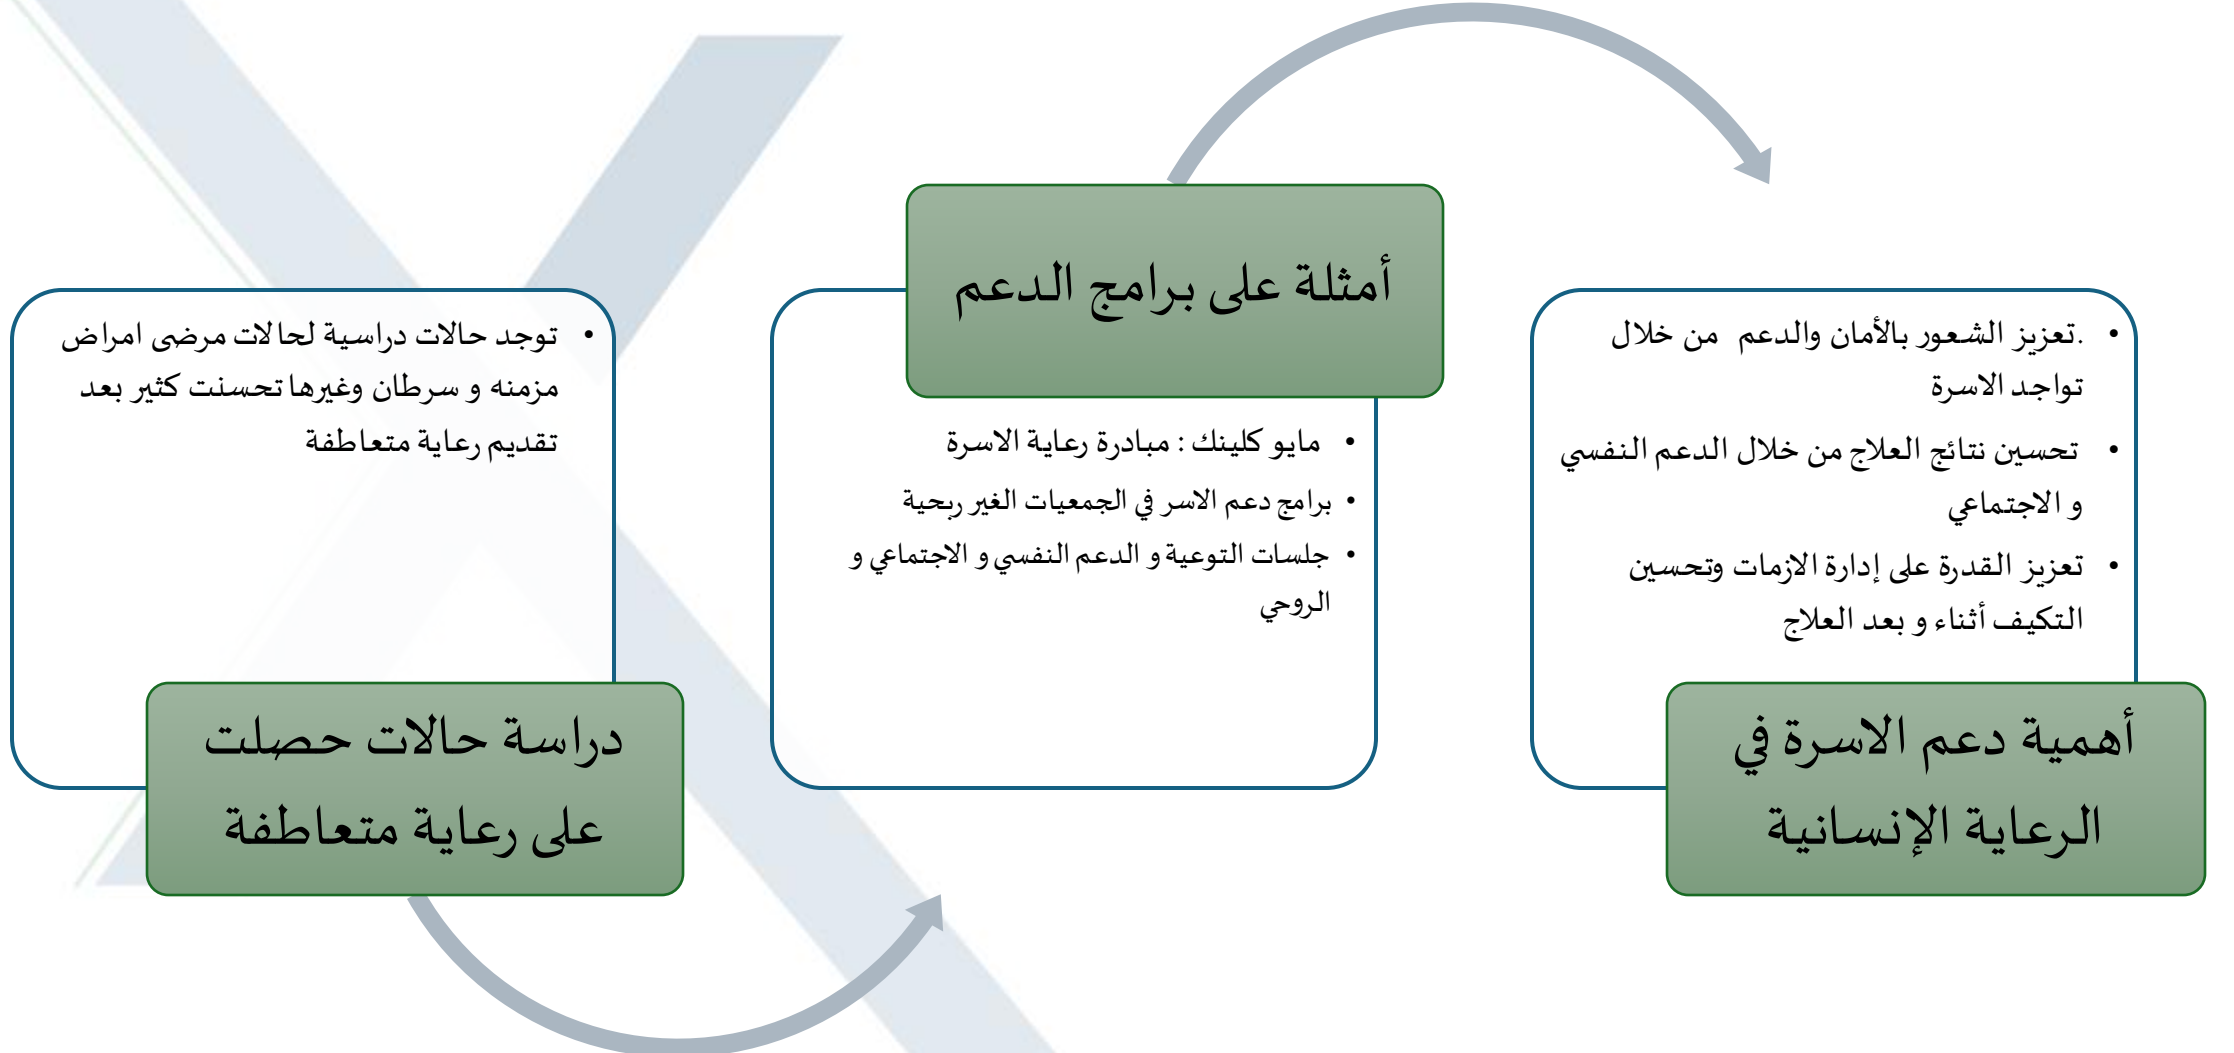 • .تعزيز الشعور بالأمان والدعم من خلال
تواجد الاسرة
• تحسين نتائج العلاج من خلال الدعم النفسي
و الاجتماعي
• تعزيز القدرة على إدارة الازمات وتحسين
التكيف أثناء و بعد العلاج
أهمية دعم الاسرة في
الرعاية الإنسانية
أمثلة على برامج الدعم
• مايو كلينك : مبادرة رعاية الاسرة
• برامج دعم الاسر في الجمعيات الغير ربحية
• جلسات التوعية و الدعم النفسي و الاجتماعي و
الروحي
• توجد حالات دراسية لحالات مرضى امراض
مزمنه و سرطان وغيرها تحسنت كثير بعد
تقديم رعاية متعاطفة
دراسة حالات حصلت
على رعاية متعاطفة